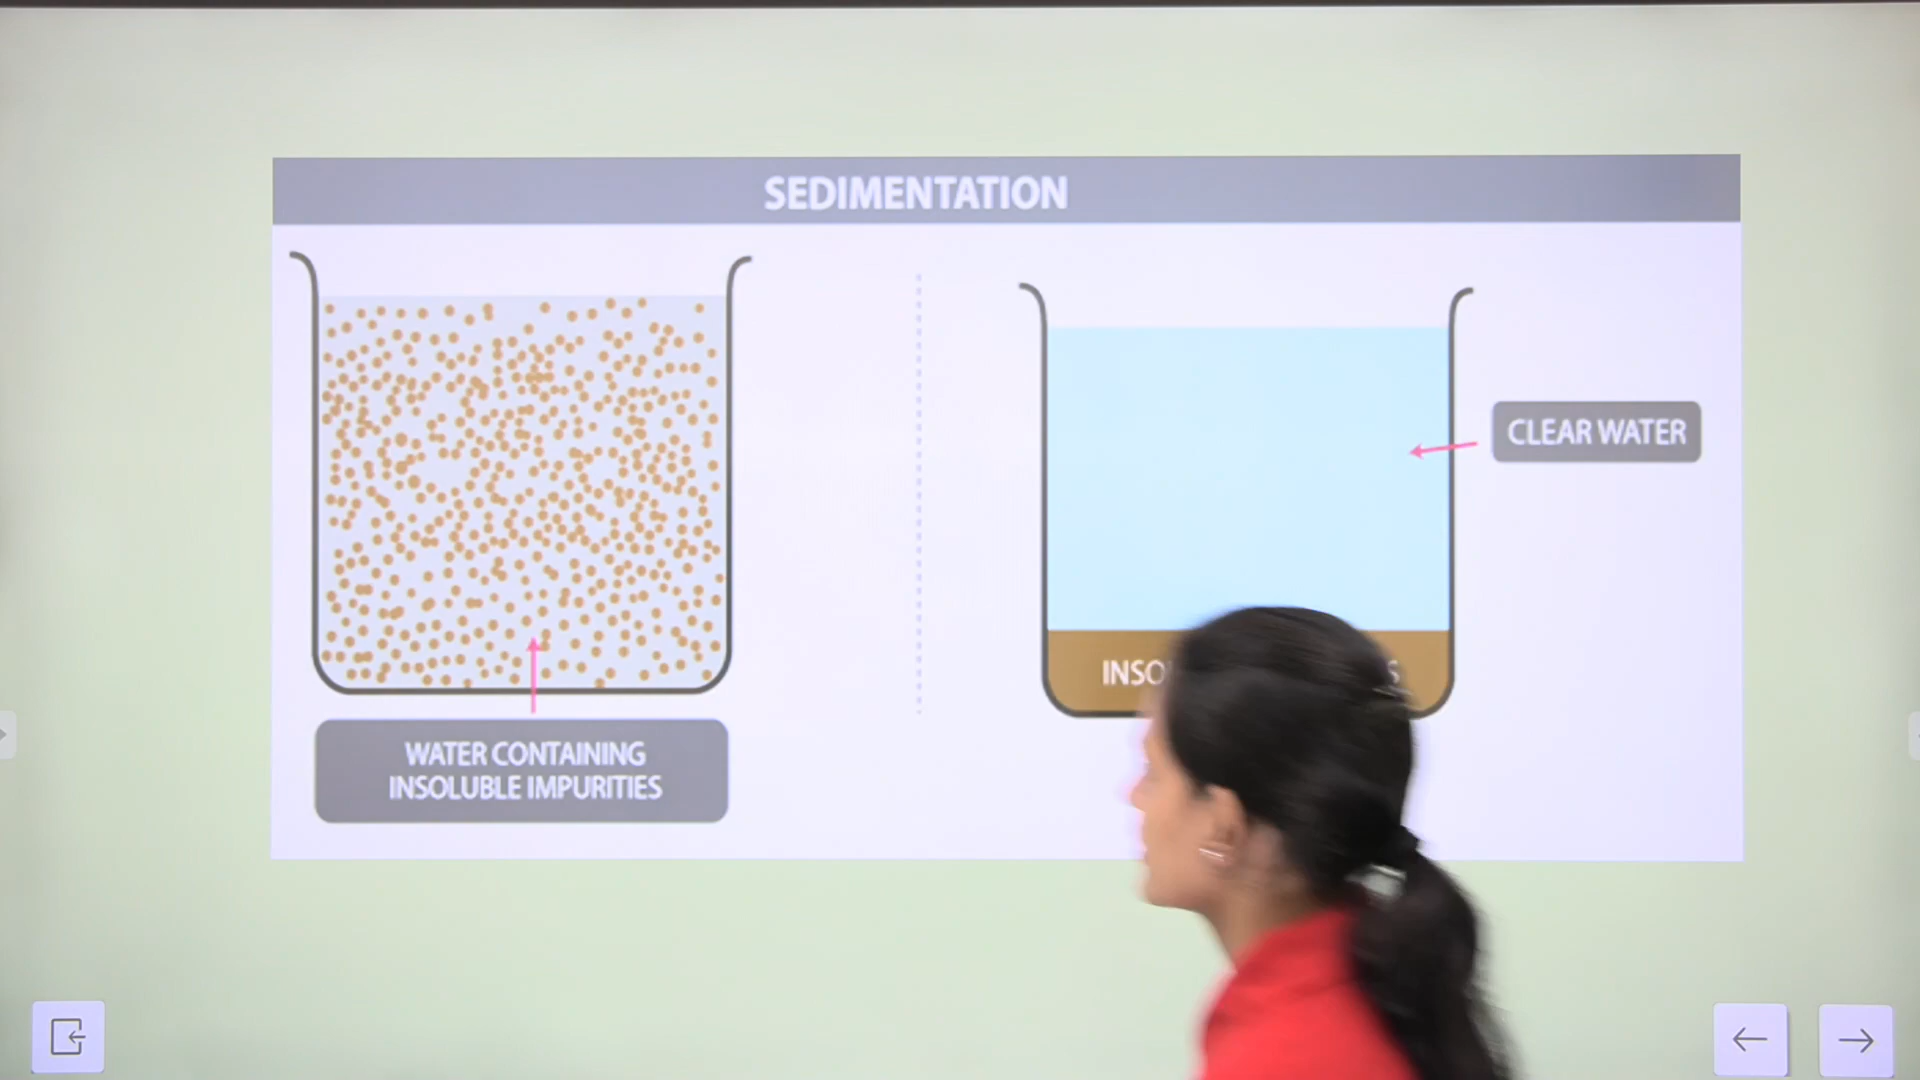 SEDIMENTATION
CLEAR WATER
WATER CONTAINING
INSOLUBLE IMPURITIES